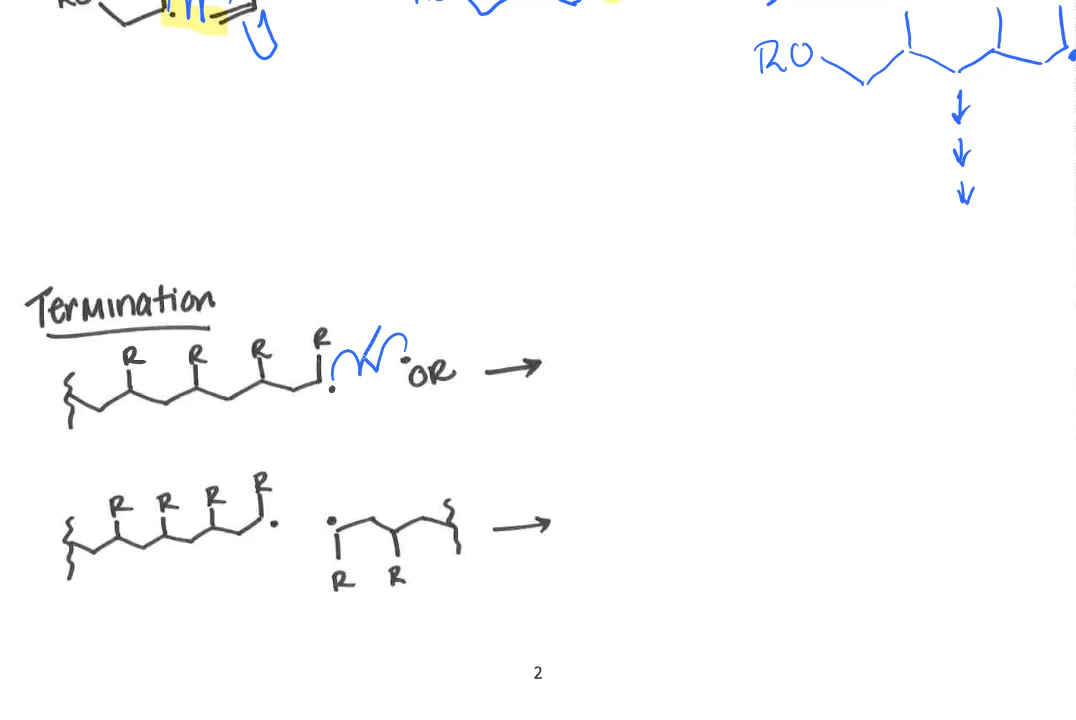 RO
Termination
R R R R
•OR
R R R R
R R
2